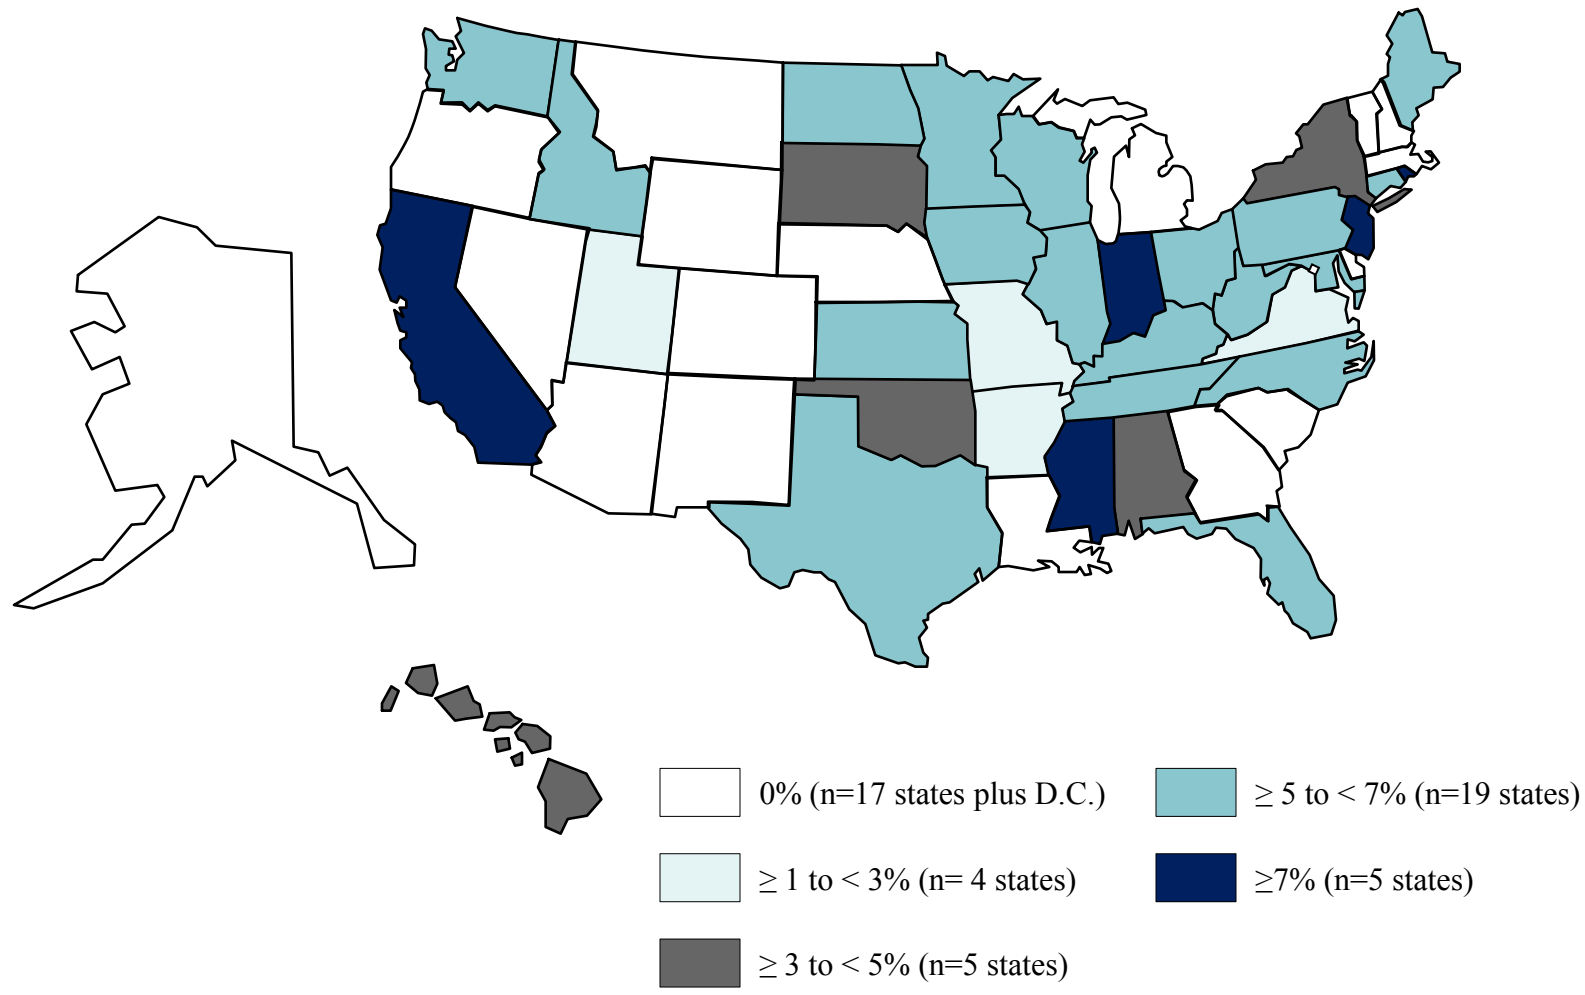 0% (n=17 states plus D.C.)
≥ 1 to < 3% (n= 4 states)
≥ 3 to < 5% (n=5 states)
≥ 5 to < 7% (n=19 states)
≥7% (n=5 states)